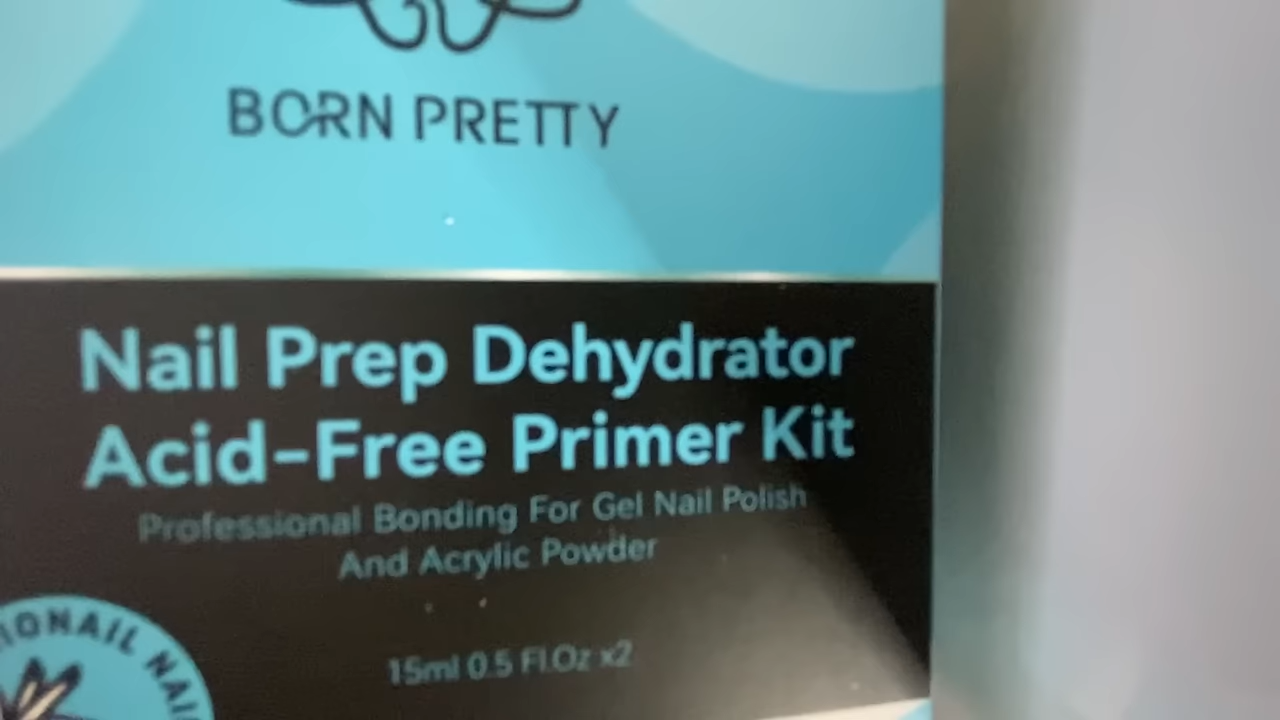 BORN PRETTY
Nail Prep Dehydrator
Acid-Free Primer Kit
Professional Bonding For Gel Nail Polish
And Acrylic Powder
15ml 0.5 Fl.Oz x2